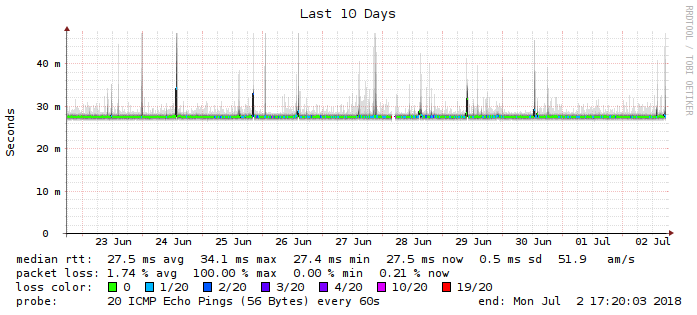 Last 10 Days
RRDTOOL / TOBI OETIKER
Seconds
40 m
30 m
20 m
10 m
0
23 Jun 24 Jun 25 Jun 26 Jun 27 Jun 28 Jun 29 Jun 30 Jun 01 Jul 02 Jul
median rtt: 27.5 ms avg 34.1 ms max 27.4 ms min 27.5 ms now 0.5 ms sd 51.9 am/s
packet loss: 1.74 % avg 100.00 % max 0.00 % min 0.21 % now
loss color: 0 1/20 2/20 3/20 4/20 10/20 19/20
probe: 20 ICMP Echo Pings (56 Bytes) every 60s end: Mon Jul 2 17:20:03 2018